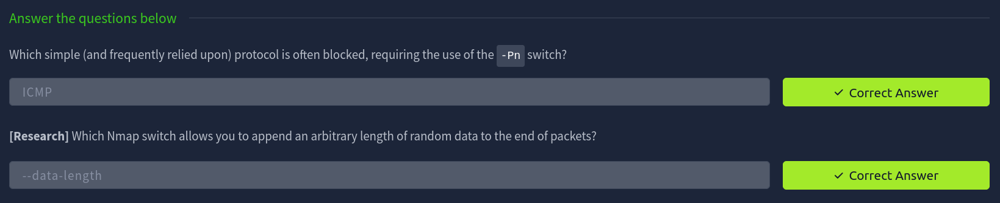 Answer the questions below
Which simple (and frequently relied upon) protocol is often blocked, requiring the use of the -Pn switch?
ICMP
✓ Correct Answer
[Research] Which Nmap switch allows you to append an arbitrary length of random data to the end of packets?
--data-length
✓ Correct Answer